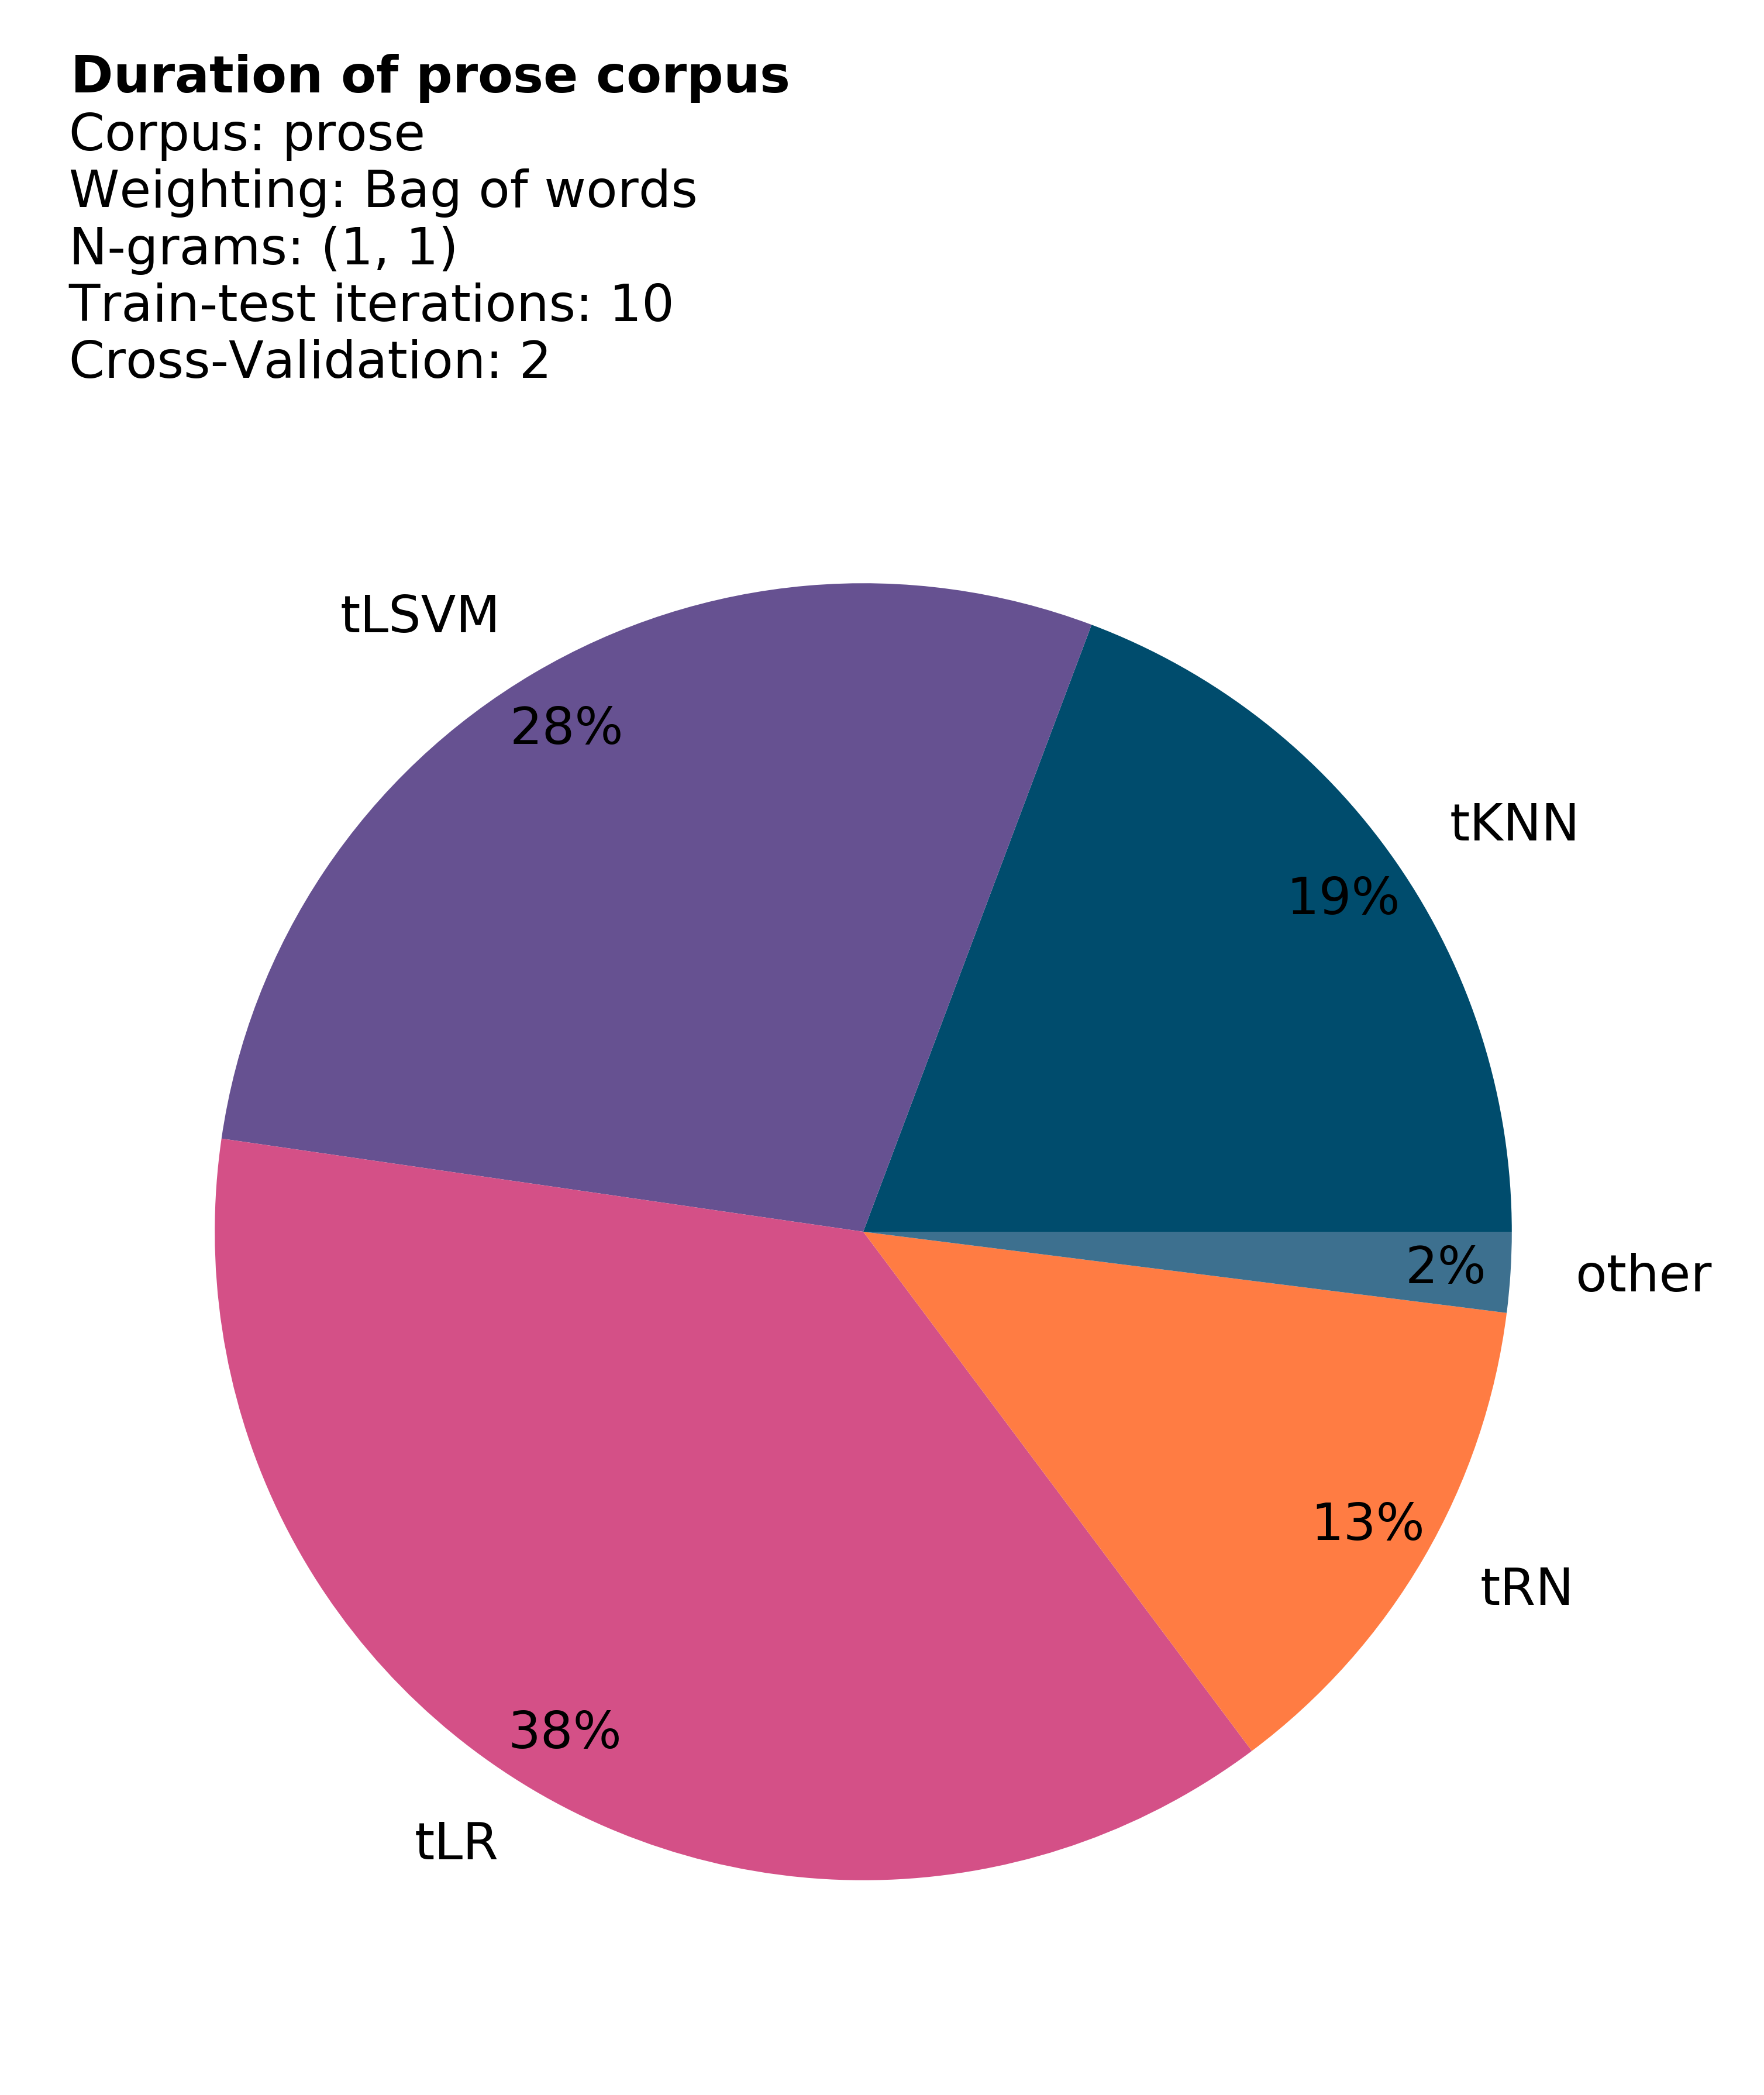 Duration of prose corpus
Corpus: prose
Weighting: Bag of words
N-grams: (1, 1)
Train-test iterations: 10
Cross-Validation: 2
tLSVM
28%
tKNN
19%
2%
other
13%
tRN
38%
tLR